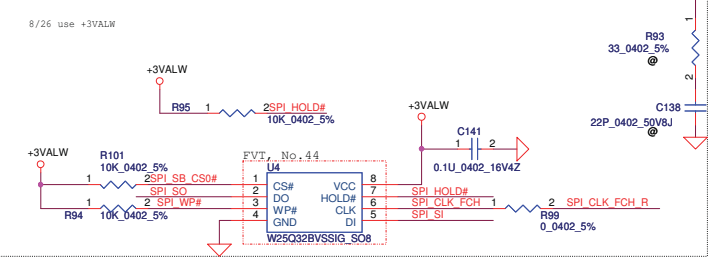 8/26 use +3VALW
1
R93
33_0402_5%
@
2
+3VALW
R95 1 2 SPI_HOLD#
10K_0402_5%
+3VALW
C138
22P_0402_50V8J
@
C141
1 2
0.1U_0402_16V4Z
+3VALW
R101
10K_0402_5%
FVT, No.44
U4
1 2 SPI_SB_CS0# 1 CS# VCC 8
SPI_SO 2 DO HOLD# 7 SPI_HOLD#
1 2 SPI_WP# 3 WP# CLK 6 SPI_CLK_FCH 1 2 SPI_CLK_FCH_R
R94 10K_0402_5% 4 GND DI 5 SPI_SI R99
0_0402_5%
W25Q32BVSSIG_SO8